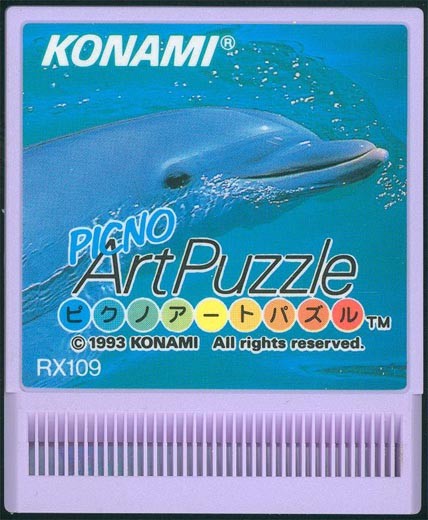 KONAMI®
PICNO
ArtPuzzle
ピクノアートパズル™
© 1993 KONAMI All rights reserved.
RX109